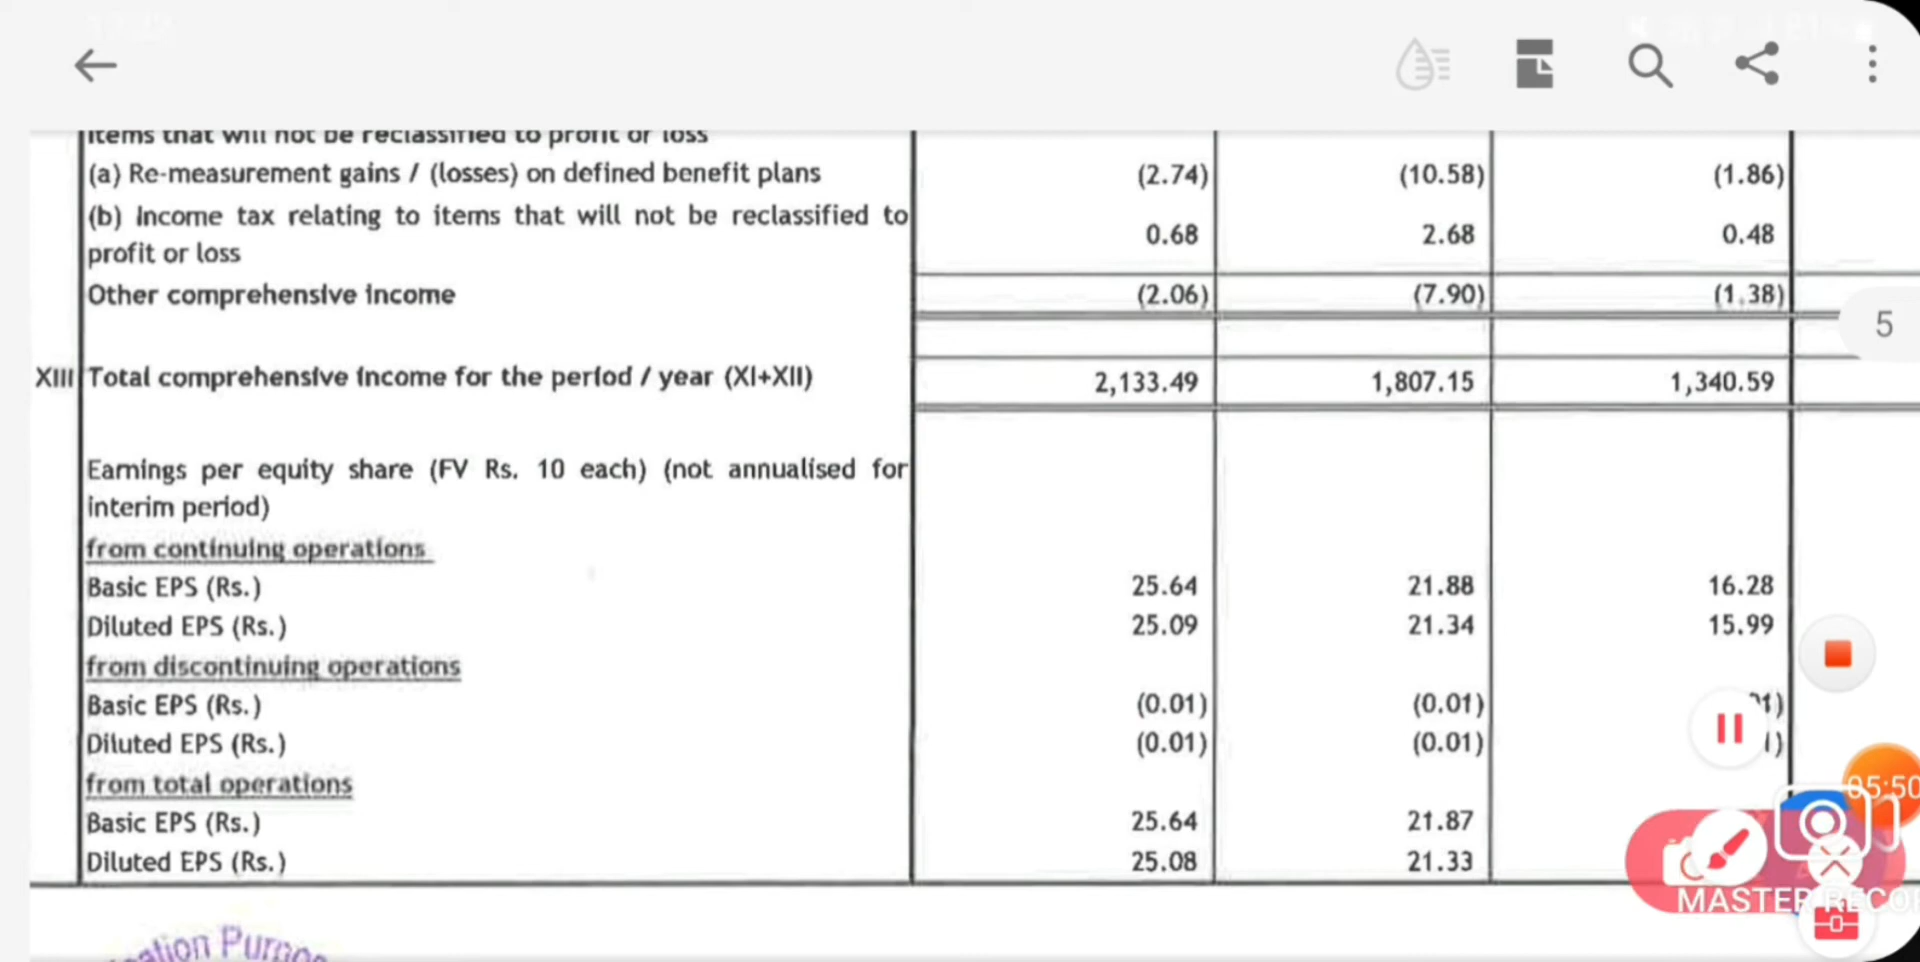 Items that will not be reclassified to profit or loss
(a) Re-measurement gains / (losses) on defined benefit plans (2.74) (10.58) (1.86)
(b) Income tax relating to items that will not be reclassified to
profit or loss 0.68 2.68 0.48
Other comprehensive income (2.06) (7.90) (1.38)
5
XIII Total comprehensive income for the period / year (XI+XII) 2,133.49 1,807.15 1,340.59
Earnings per equity share (FV Rs. 10 each) (not annualised for
interim period)
from continuing operations
Basic EPS (Rs.) 25.64 21.88 16.28
Diluted EPS (Rs.) 25.09 21.34 15.99
from discontinuing operations
Basic EPS (Rs.) (0.01) (0.01)
Diluted EPS (Rs.) (0.01) (0.01)
from total operations
05:50
Basic EPS (Rs.) 25.64 21.87
Diluted EPS (Rs.) 25.08 21.33
MASTER